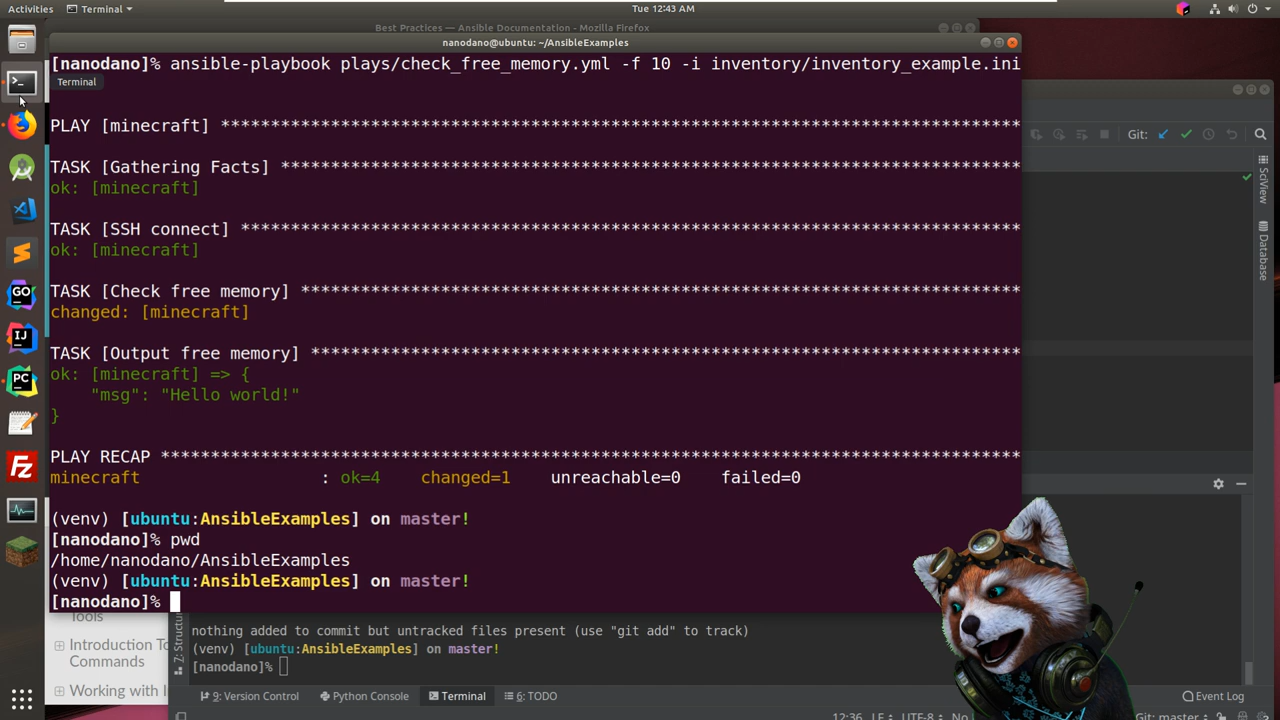 Activities
Terminal
Tue 12:43 AM
Best Practices — Ansible Documentation - Mozilla Firefox
nanodano@ubuntu: ~/AnsibleExamples
[nanodano]% ansible-playbook plays/check_free_memory.yml -f 10 -i inventory/inventory_example.ini
Terminal
PLAY [minecraft] ********************************************************************************
TASK [Gathering Facts] **************************************************************************
ok: [minecraft]
TASK [SSH connect] ******************************************************************************
ok: [minecraft]
TASK [Check free memory] ************************************************************************
changed: [minecraft]
TASK [Output free memory] ***********************************************************************
ok: [minecraft] => {
"msg": "Hello world!"
}
PLAY RECAP **************************************************************************************
minecraft : ok=4 changed=1 unreachable=0 failed=0
(venv) [ubuntu:AnsibleExamples] on master!
[nanodano]% pwd
/home/nanodano/AnsibleExamples
(venv) [ubuntu:AnsibleExamples] on master!
[nanodano]%
Git:
SciView
Database
GO
IJ
PC
FZ
Tools
Introduction To
Commands
Working with I
Z: Structure
nothing added to commit but untracked files present (use "git add" to track)
(venv) [ubuntu:AnsibleExamples] on master!
[nanodano]%
9: Version Control
Python Console
Terminal
6: TODO
Event Log
12:36 LF UTF-8 No
Git: master